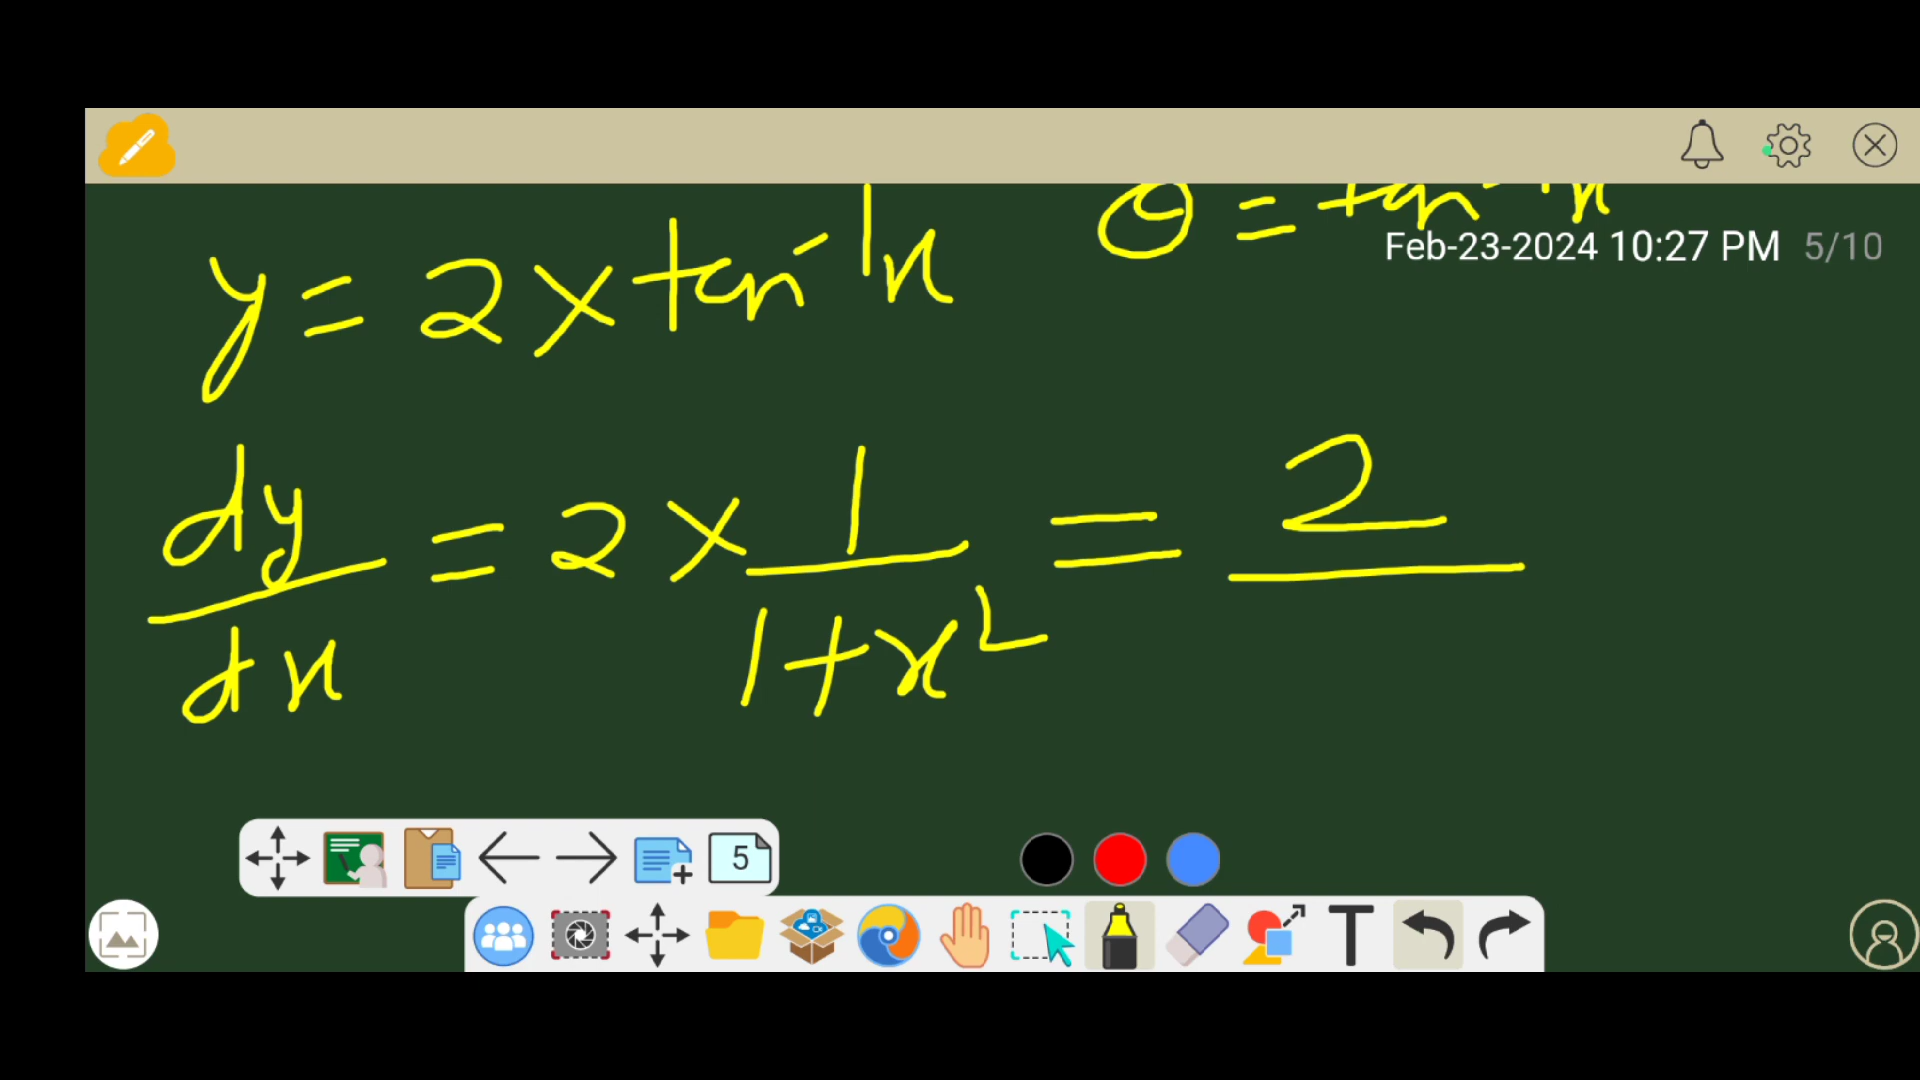 θ = tan⁻¹x
Feb-23-2024 10:27 PM 5/10
y = 2 × tan⁻¹x
dy/dx = 2 × 1/(1+x²) = 2/
5
T